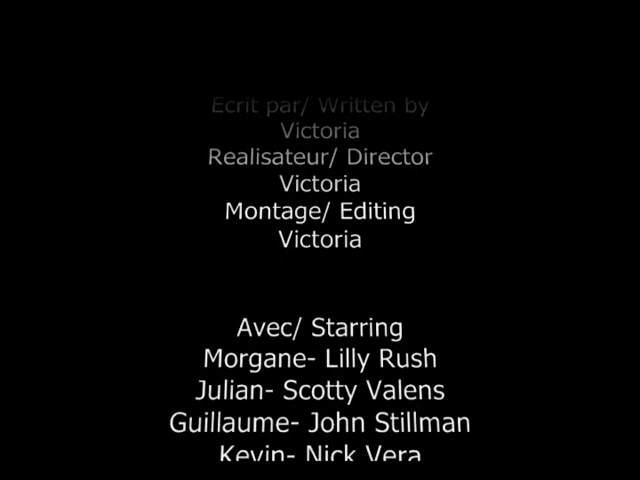 Ecrit par/ Written by
Victoria
Realisateur/ Director
Victoria
Montage/ Editing
Victoria
Avec/ Starring
Morgane- Lilly Rush
Julian- Scotty Valens
Guillaume- John Stillman
Kevin- Nick Vera